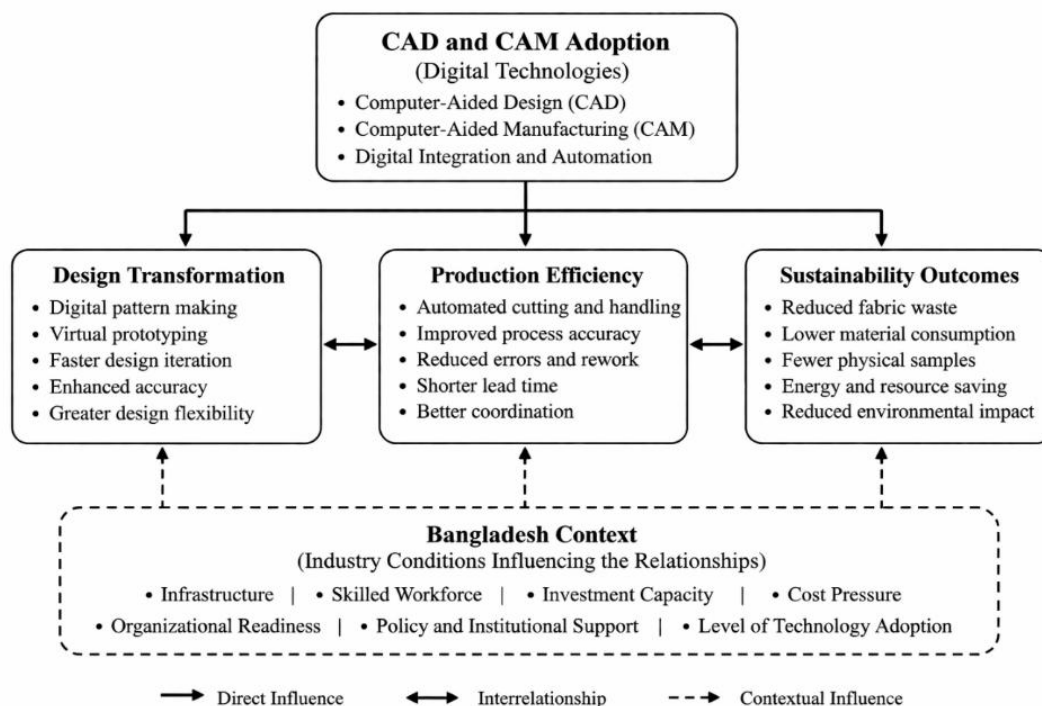 CAD and CAM Adoption
(Digital Technologies)
• Computer-Aided Design (CAD)
• Computer-Aided Manufacturing (CAM)
• Digital Integration and Automation
Design Transformation
• Digital pattern making
• Virtual prototyping
• Faster design iteration
• Enhanced accuracy
• Greater design flexibility
Production Efficiency
• Automated cutting and handling
• Improved process accuracy
• Reduced errors and rework
• Shorter lead time
• Better coordination
Sustainability Outcomes
• Reduced fabric waste
• Lower material consumption
• Fewer physical samples
• Energy and resource saving
• Reduced environmental impact
Bangladesh Context
(Industry Conditions Influencing the Relationships)
• Infrastructure | • Skilled Workforce | • Investment Capacity | • Cost Pressure
• Organizational Readiness | • Policy and Institutional Support | • Level of Technology Adoption
Direct Influence Interrelationship Contextual Influence